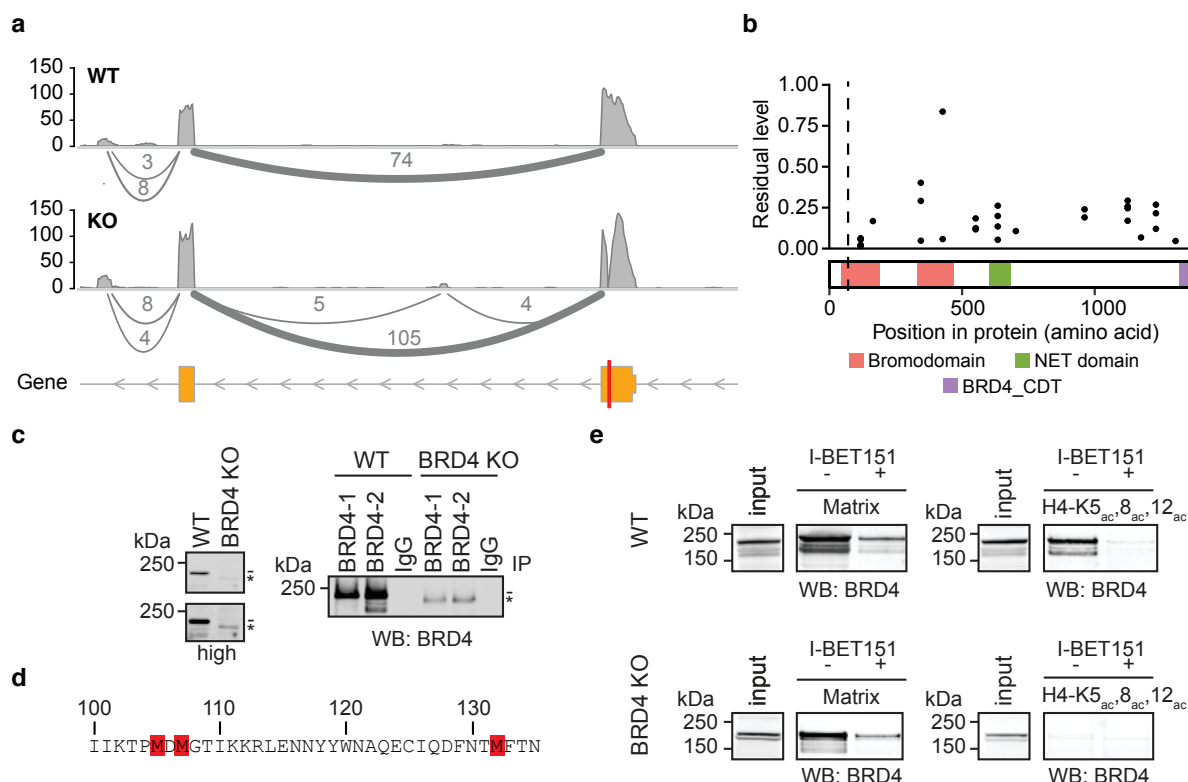 a
150
100
50
0
WT
3
8
74
150
100
50
0
KO
8
4
5
4
105
Gene
b
Residual level
1.00
0.75
0.50
0.25
0.00
0 500 1000
Position in protein (amino acid)
Bromodomain NET domain
BRD4_CDT
c
kDa
WT
BRD4 KO
250
–
*
250
–
*
high
WT BRD4 KO
BRD4-1
BRD4-2
IgG
BRD4-1
BRD4-2
IgG
IP
kDa
250
–
*
WB: BRD4
d
100 110 120 130
IIKTPMDMGTIKKRLENNYYWNAQECIQDFNTMFTN
e
WT
kDa
input
I-BET151
- +
Matrix
250
150
WB: BRD4
kDa
input
I-BET151
- +
H4-K5ac,8ac,12ac
250
150
WB: BRD4
BRD4 KO
kDa
input
I-BET151
- +
Matrix
250
150
WB: BRD4
kDa
input
I-BET151
- +
H4-K5ac,8ac,12ac
250
150
WB: BRD4